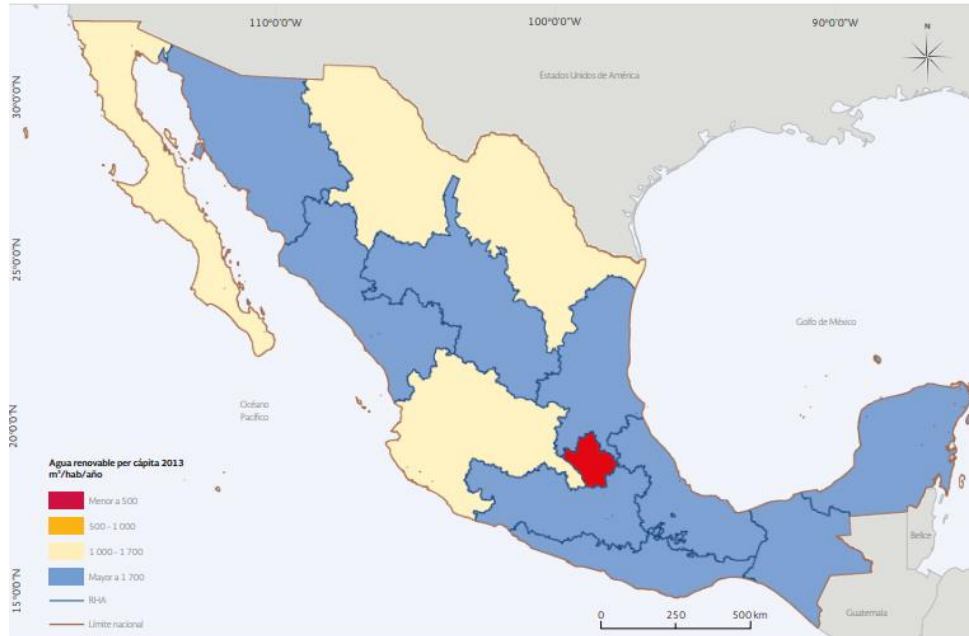 110°0'0"W
100°0'0"W
90°0'0"W
N
Estados Unidos de América
30°0'0"N
25°0'0"N
Golfo de México
Océano
Pacífico
20°0'0"N
Agua renovable per cápita 2013
m³/hab/año
Menor a 500
500 - 1 000
1 000 - 1 700
Mayor a 1 700
RHA
Límite nacional
Belice
15°0'0"N
0 250 500 km
Guatemala